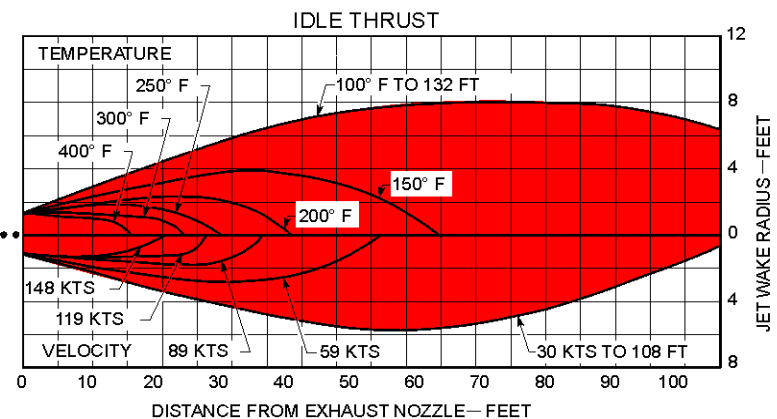 IDLE THRUST
TEMPERATURE
250° F
300° F
400° F
100° F TO 132 FT
150° F
200° F
148 KTS
119 KTS
89 KTS
59 KTS
30 KTS TO 108 FT
VELOCITY
12
8
4
0
4
8
JET WAKE RADIUS—FEET
0 10 20 30 40 50 60 70 80 90 100
DISTANCE FROM EXHAUST NOZZLE—FEET